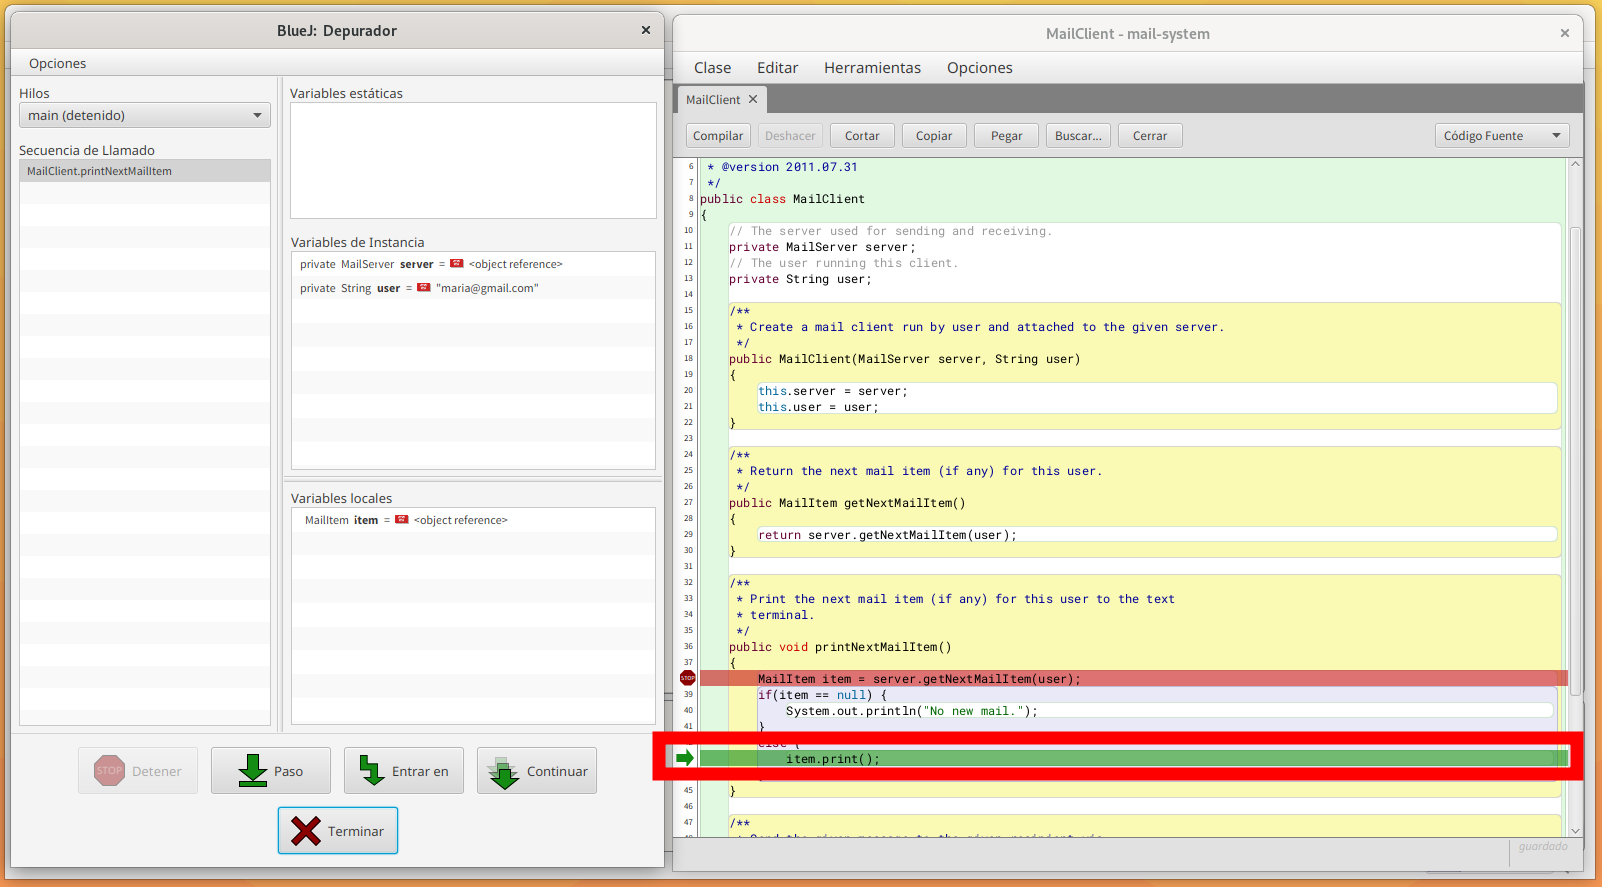 BlueJ: Depurador
Opciones
Hilos
main (detenido)
Secuencia de Llamado
MailClient.printNextMailItem
Variables estáticas
Variables de Instancia
private MailServer server = <object reference>
private String user = "maria@gmail.com"
Variables locales
MailItem item = <object reference>
STOP Detener
Paso
Entrar en
Continuar
Terminar
MailClient - mail-system
Clase Editar Herramientas Opciones
MailClient
Compilar Deshacer Cortar Copiar Pegar Buscar... Cerrar Código Fuente
6 * @version 2011.07.31
7 */
8 public class MailClient
9 {
10 // The server used for sending and receiving.
11 private MailServer server;
12 // The user running this client.
13 private String user;
14
15 /**
16 * Create a mail client run by user and attached to the given server.
17 */
18 public MailClient(MailServer server, String user)
19 {
20 this.server = server;
21 this.user = user;
22 }
23
24 /**
25 * Return the next mail item (if any) for this user.
26 */
27 public MailItem getNextMailItem()
28 {
29 return server.getNextMailItem(user);
30 }
31
32 /**
33 * Print the next mail item (if any) for this user to the text
34 * terminal.
35 */
36 public void printNextMailItem()
37 {
STOP MailItem item = server.getNextMailItem(user);
39 if(item == null) {
40 System.out.println("No new mail.");
41 }
else {
item.print();
45 }
46
47 /**
guardado